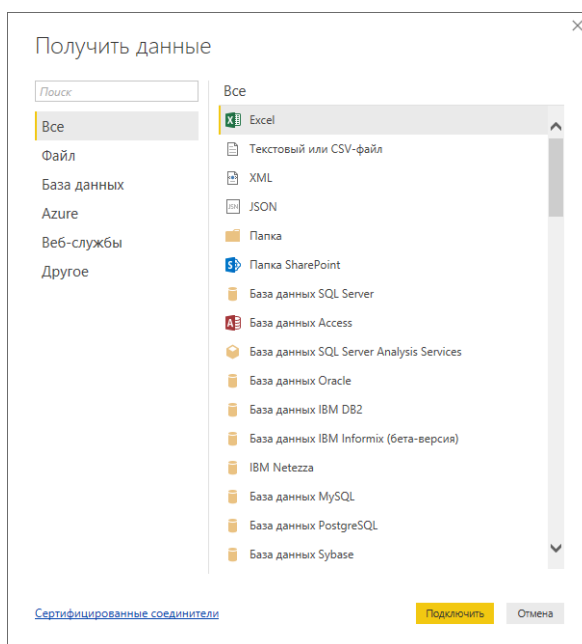 Получить данные
Поиск
Все
Файл
База данных
Azure
Веб-службы
Другое
Все
Excel
Текстовый или CSV-файл
XML
JSON
Папка
Папка SharePoint
База данных SQL Server
База данных Access
База данных SQL Server Analysis Services
База данных Oracle
База данных IBM DB2
База данных IBM Informix (бета-версия)
IBM Netezza
База данных MySQL
База данных PostgreSQL
База данных Sybase
Сертифицированные соединители
Подключить
Отмена